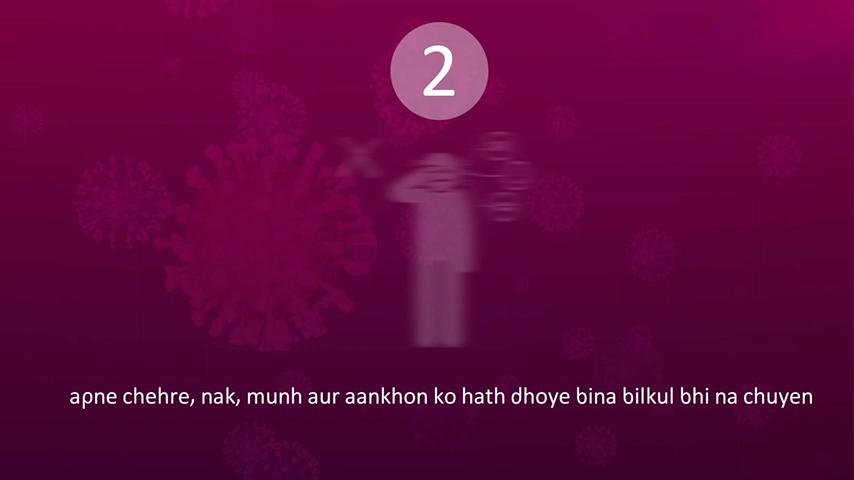 2
apne chehre, nak, munh aur aankhon ko hath dhoye bina bilkul bhi na chuyen